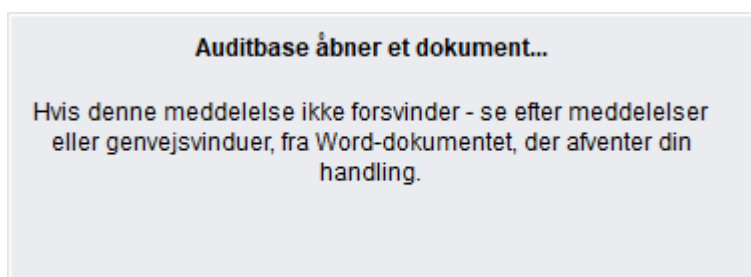 Auditbase åbner et dokument...
Hvis denne meddelelse ikke forsvinder - se efter meddelelser
eller genvejsvinduer, fra Word-dokumentet, der afventer din
handling.